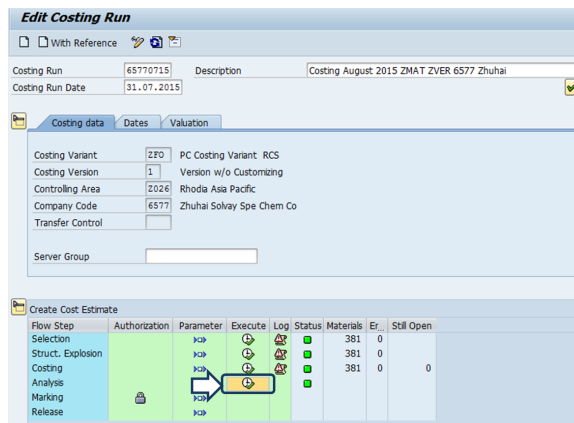 Edit Costing Run
With Reference
Costing Run 65770715 Description Costing August 2015 ZMAT ZVER 6577 Zhuhai
Costing Run Date 31.07.2015
Costing data Dates Valuation
Costing Variant ZFO PC Costing Variant RCS
Costing Version 1 Version w/o Customizing
Controlling Area Z026 Rhodia Asia Pacific
Company Code 6577 Zhuhai Solvay Spe Chem Co
Transfer Control
Server Group
Create Cost Estimate
Flow Step Authorization Parameter Execute Log Status Materials Er... Still Open
Selection 381 0
Struct. Explosion 381 0
Costing 381 0 0
Analysis
Marking
Release